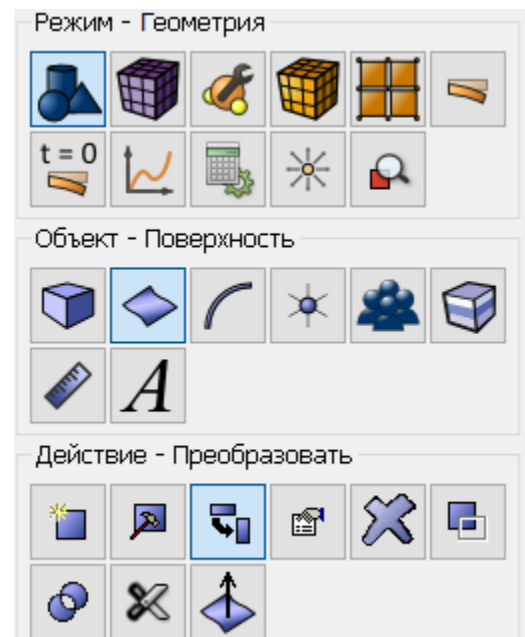 Режим - Геометрия
t = 0
Объект - Поверхность
A
Действие - Преобразовать